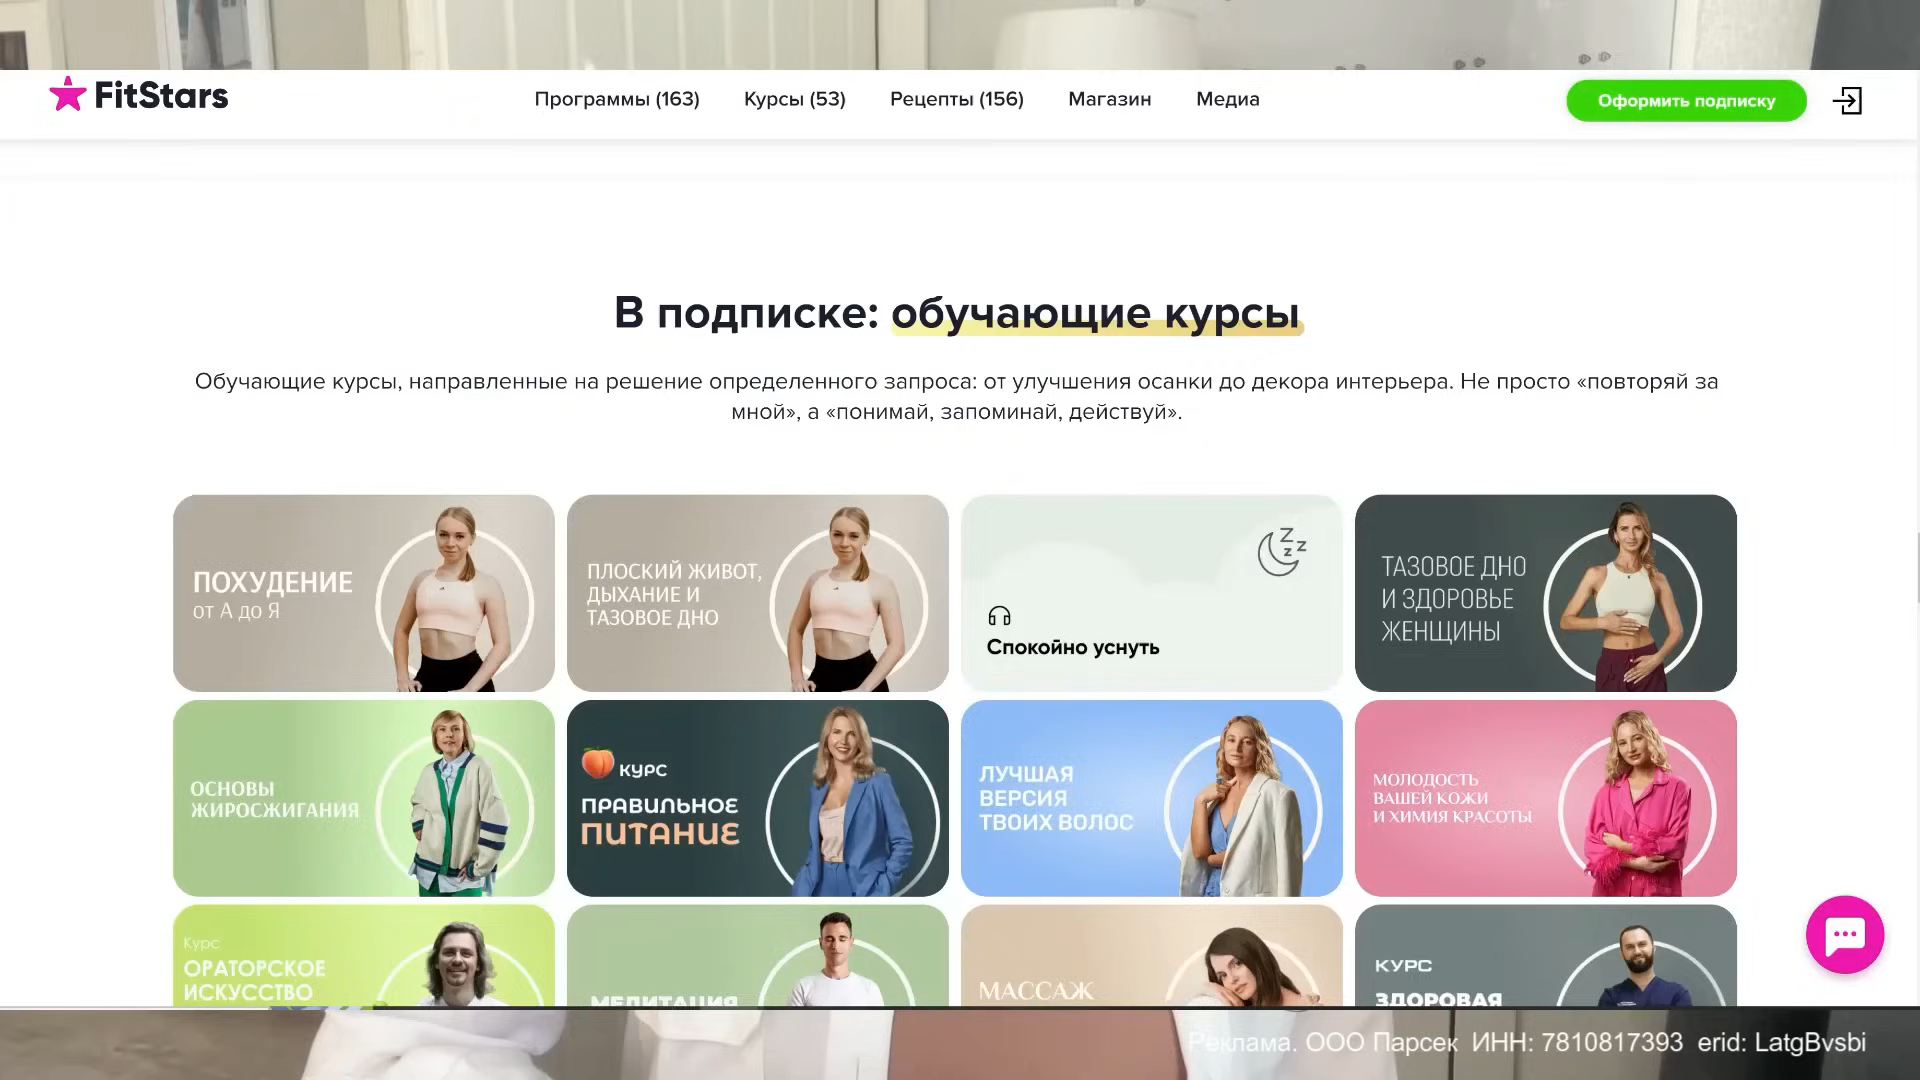 FitStars
Программы (163)
Курсы (53)
Рецепты (156)
Магазин
Медиа
Оформить подписку
В подписке: обучающие курсы
Обучающие курсы, направленные на решение определенного запроса: от улучшения осанки до декора интерьера. Не просто «повторяй за
мной», а «понимай, запоминай, действуй».
ПОХУДЕНИЕ
от А до Я
ПЛОСКИЙ ЖИВОТ,
ДЫХАНИЕ И
ТАЗОВОЕ ДНО
Спокойно уснуть
ТАЗОВОЕ ДНО
И ЗДОРОВЬЕ
ЖЕНЩИНЫ
ОСНОВЫ
ЖИРОСЖИГАНИЯ
КУРС
ПРАВИЛЬНОЕ
ПИТАНИЕ
ЛУЧШАЯ
ВЕРСИЯ
ТВОИХ ВОЛОС
МОЛОДОСТЬ
ВАШЕЙ КОЖИ
И ХИМИЯ КРАСОТЫ
Курс
ОРАТОРСКОЕ
ИСКУССТВО
МЕДИТАЦИЯ
МАССАЖ
КУРС
ЗДОРОВАЯ
Реклама. ООО Парсек ИНН: 7810817393 erid: LatgBvsbi